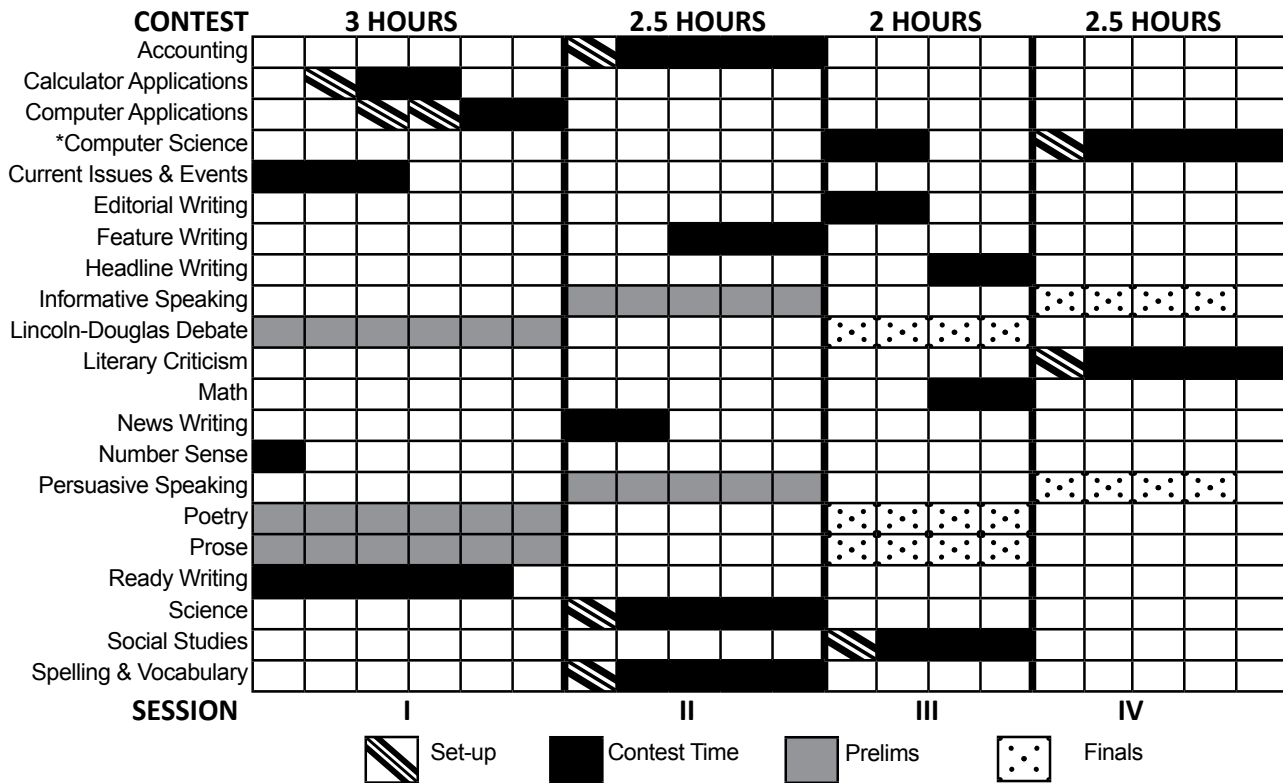 CONTEST 3 HOURS 2.5 HOURS 2 HOURS 2.5 HOURS
Accounting
Calculator Applications
Computer Applications
*Computer Science
Current Issues & Events
Editorial Writing
Feature Writing
Headline Writing
Informative Speaking
Lincoln-Douglas Debate
Literary Criticism
Math
News Writing
Number Sense
Persuasive Speaking
Poetry
Prose
Ready Writing
Science
Social Studies
Spelling & Vocabulary
SESSION I II III IV
Set-up Contest Time Prelims Finals